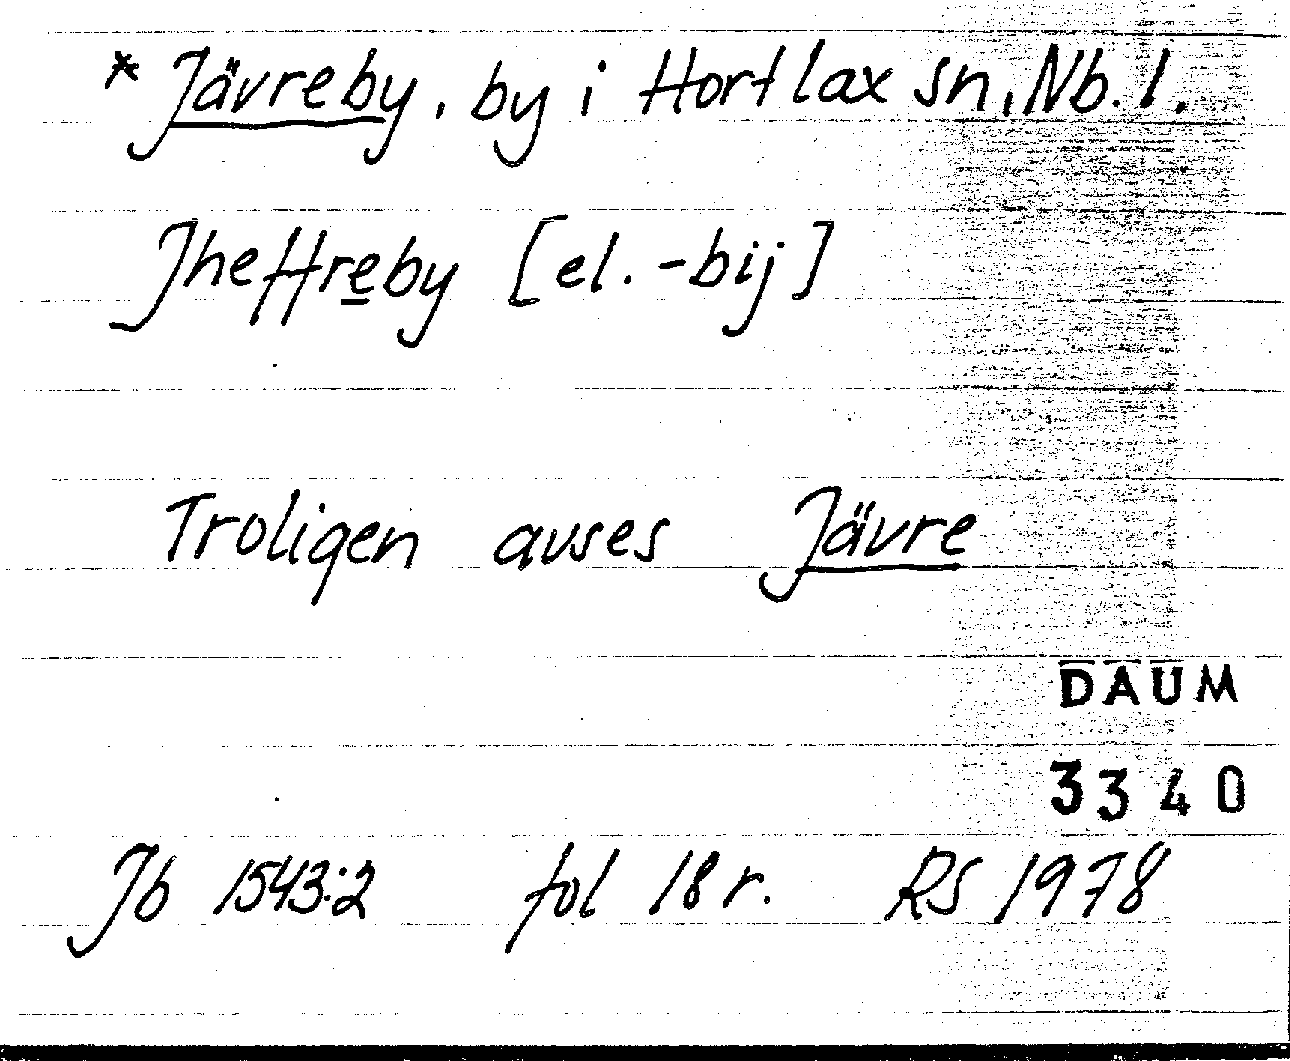 * Jävreby, by i Hortlax sn, Nb. l.
Jheffreby [el. -bij]
Troligen avses Jävre
DAUM
3340
Jb 1543:2 fol 18 r. RS 1978